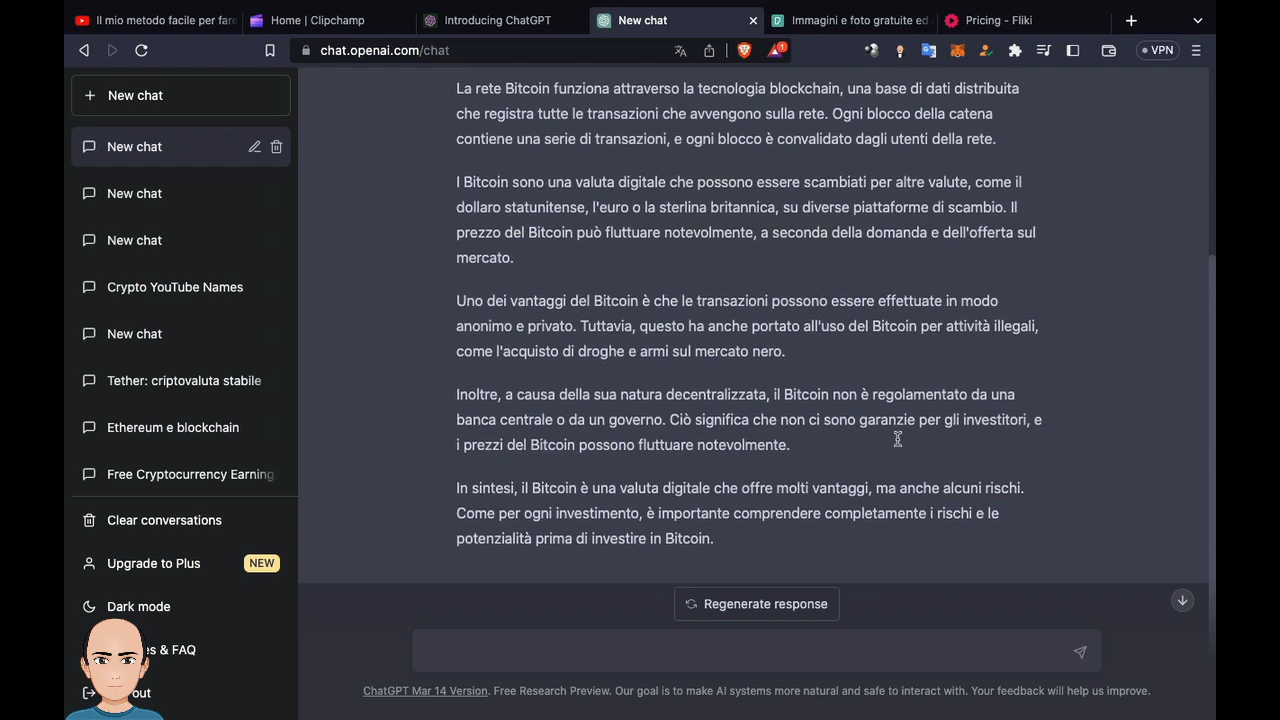 Il mio metodo facile per fare
Home | Clipchamp
Introducing ChatGPT
New chat
Immagini e foto gratuite ed
Pricing - Fliki
chat.openai.com/chat
1
VPN
New chat
New chat
New chat
New chat
Crypto YouTube Names
New chat
Tether: criptovaluta stabile
Ethereum e blockchain
Free Cryptocurrency Earning
Clear conversations
Upgrade to Plus
NEW
Dark mode
s & FAQ
out
La rete Bitcoin funziona attraverso la tecnologia blockchain, una base di dati distribuita
che registra tutte le transazioni che avvengono sulla rete. Ogni blocco della catena
contiene una serie di transazioni, e ogni blocco è convalidato dagli utenti della rete.
I Bitcoin sono una valuta digitale che possono essere scambiati per altre valute, come il
dollaro statunitense, l'euro o la sterlina britannica, su diverse piattaforme di scambio. Il
prezzo del Bitcoin può fluttuare notevolmente, a seconda della domanda e dell'offerta sul
mercato.
Uno dei vantaggi del Bitcoin è che le transazioni possono essere effettuate in modo
anonimo e privato. Tuttavia, questo ha anche portato all'uso del Bitcoin per attività illegali,
come l'acquisto di droghe e armi sul mercato nero.
Inoltre, a causa della sua natura decentralizzata, il Bitcoin non è regolamentato da una
banca centrale o da un governo. Ciò significa che non ci sono garanzie per gli investitori, e
i prezzi del Bitcoin possono fluttuare notevolmente.
In sintesi, il Bitcoin è una valuta digitale che offre molti vantaggi, ma anche alcuni rischi.
Come per ogni investimento, è importante comprendere completamente i rischi e le
potenzialità prima di investire in Bitcoin.
Regenerate response
ChatGPT Mar 14 Version. Free Research Preview. Our goal is to make AI systems more natural and safe to interact with. Your feedback will help us improve.